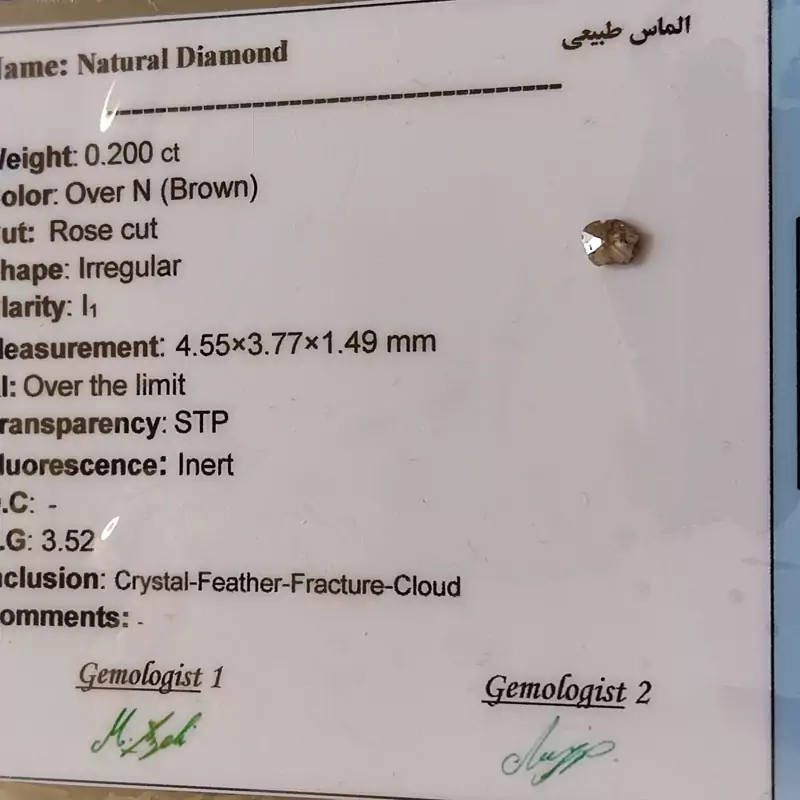 ame: Natural Diamond
الماس طبیعی
eight: 0.200 ct
olor: Over N (Brown)
ut: Rose cut
hape: Irregular
larity: I₁
easurement: 4.55×3.77×1.49 mm
I: Over the limit
ransparency: STP
luorescence: Inert
.C: -
.G: 3.52
clusion: Crystal-Feather-Fracture-Cloud
omments: -
Gemologist 1
Gemologist 2